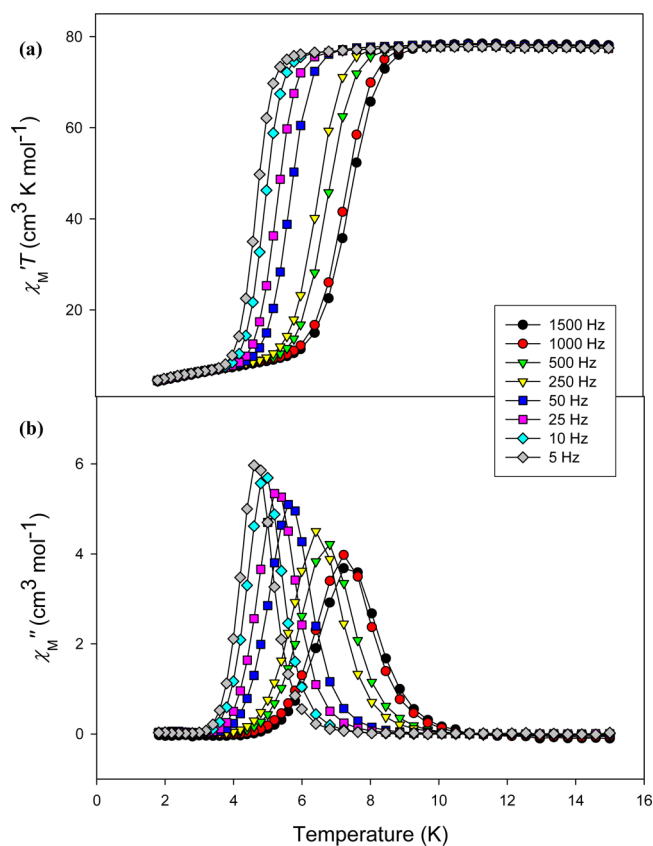 (a)
80
60
40
20
χM'T (cm³ K mol⁻¹)
1500 Hz
1000 Hz
500 Hz
250 Hz
50 Hz
25 Hz
10 Hz
5 Hz
(b)
6
4
2
0
χM" (cm³ mol⁻¹)
0 2 4 6 8 10 12 14 16
Temperature (K)